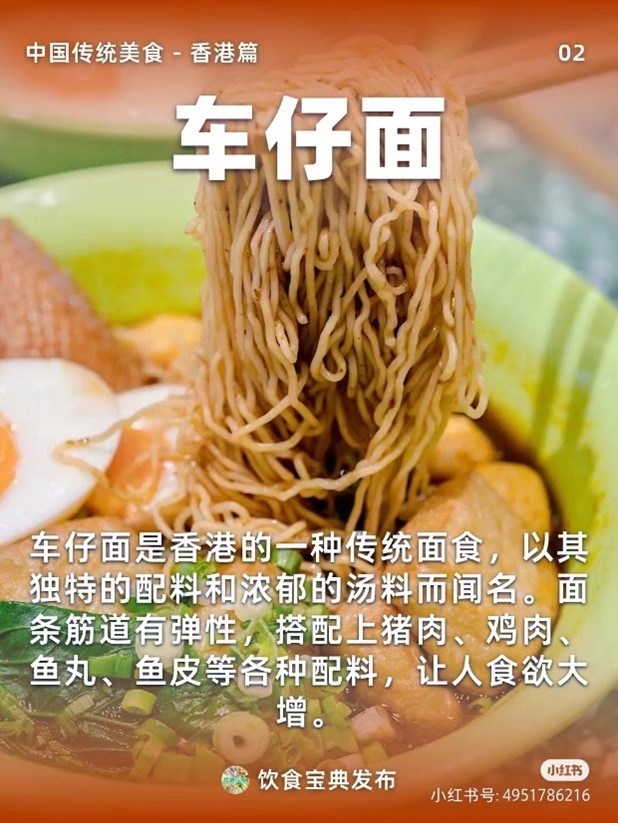 中国传统美食 - 香港篇
02
车仔面
车仔面是香港的一种传统面食，以其
独特的配料和浓郁的汤料而闻名。面
条筋道有弹性，搭配上猪肉、鸡肉、
鱼丸、鱼皮等各种配料，让人食欲大
增。
饮食宝典发布
小红书
小红书号: 4951786216